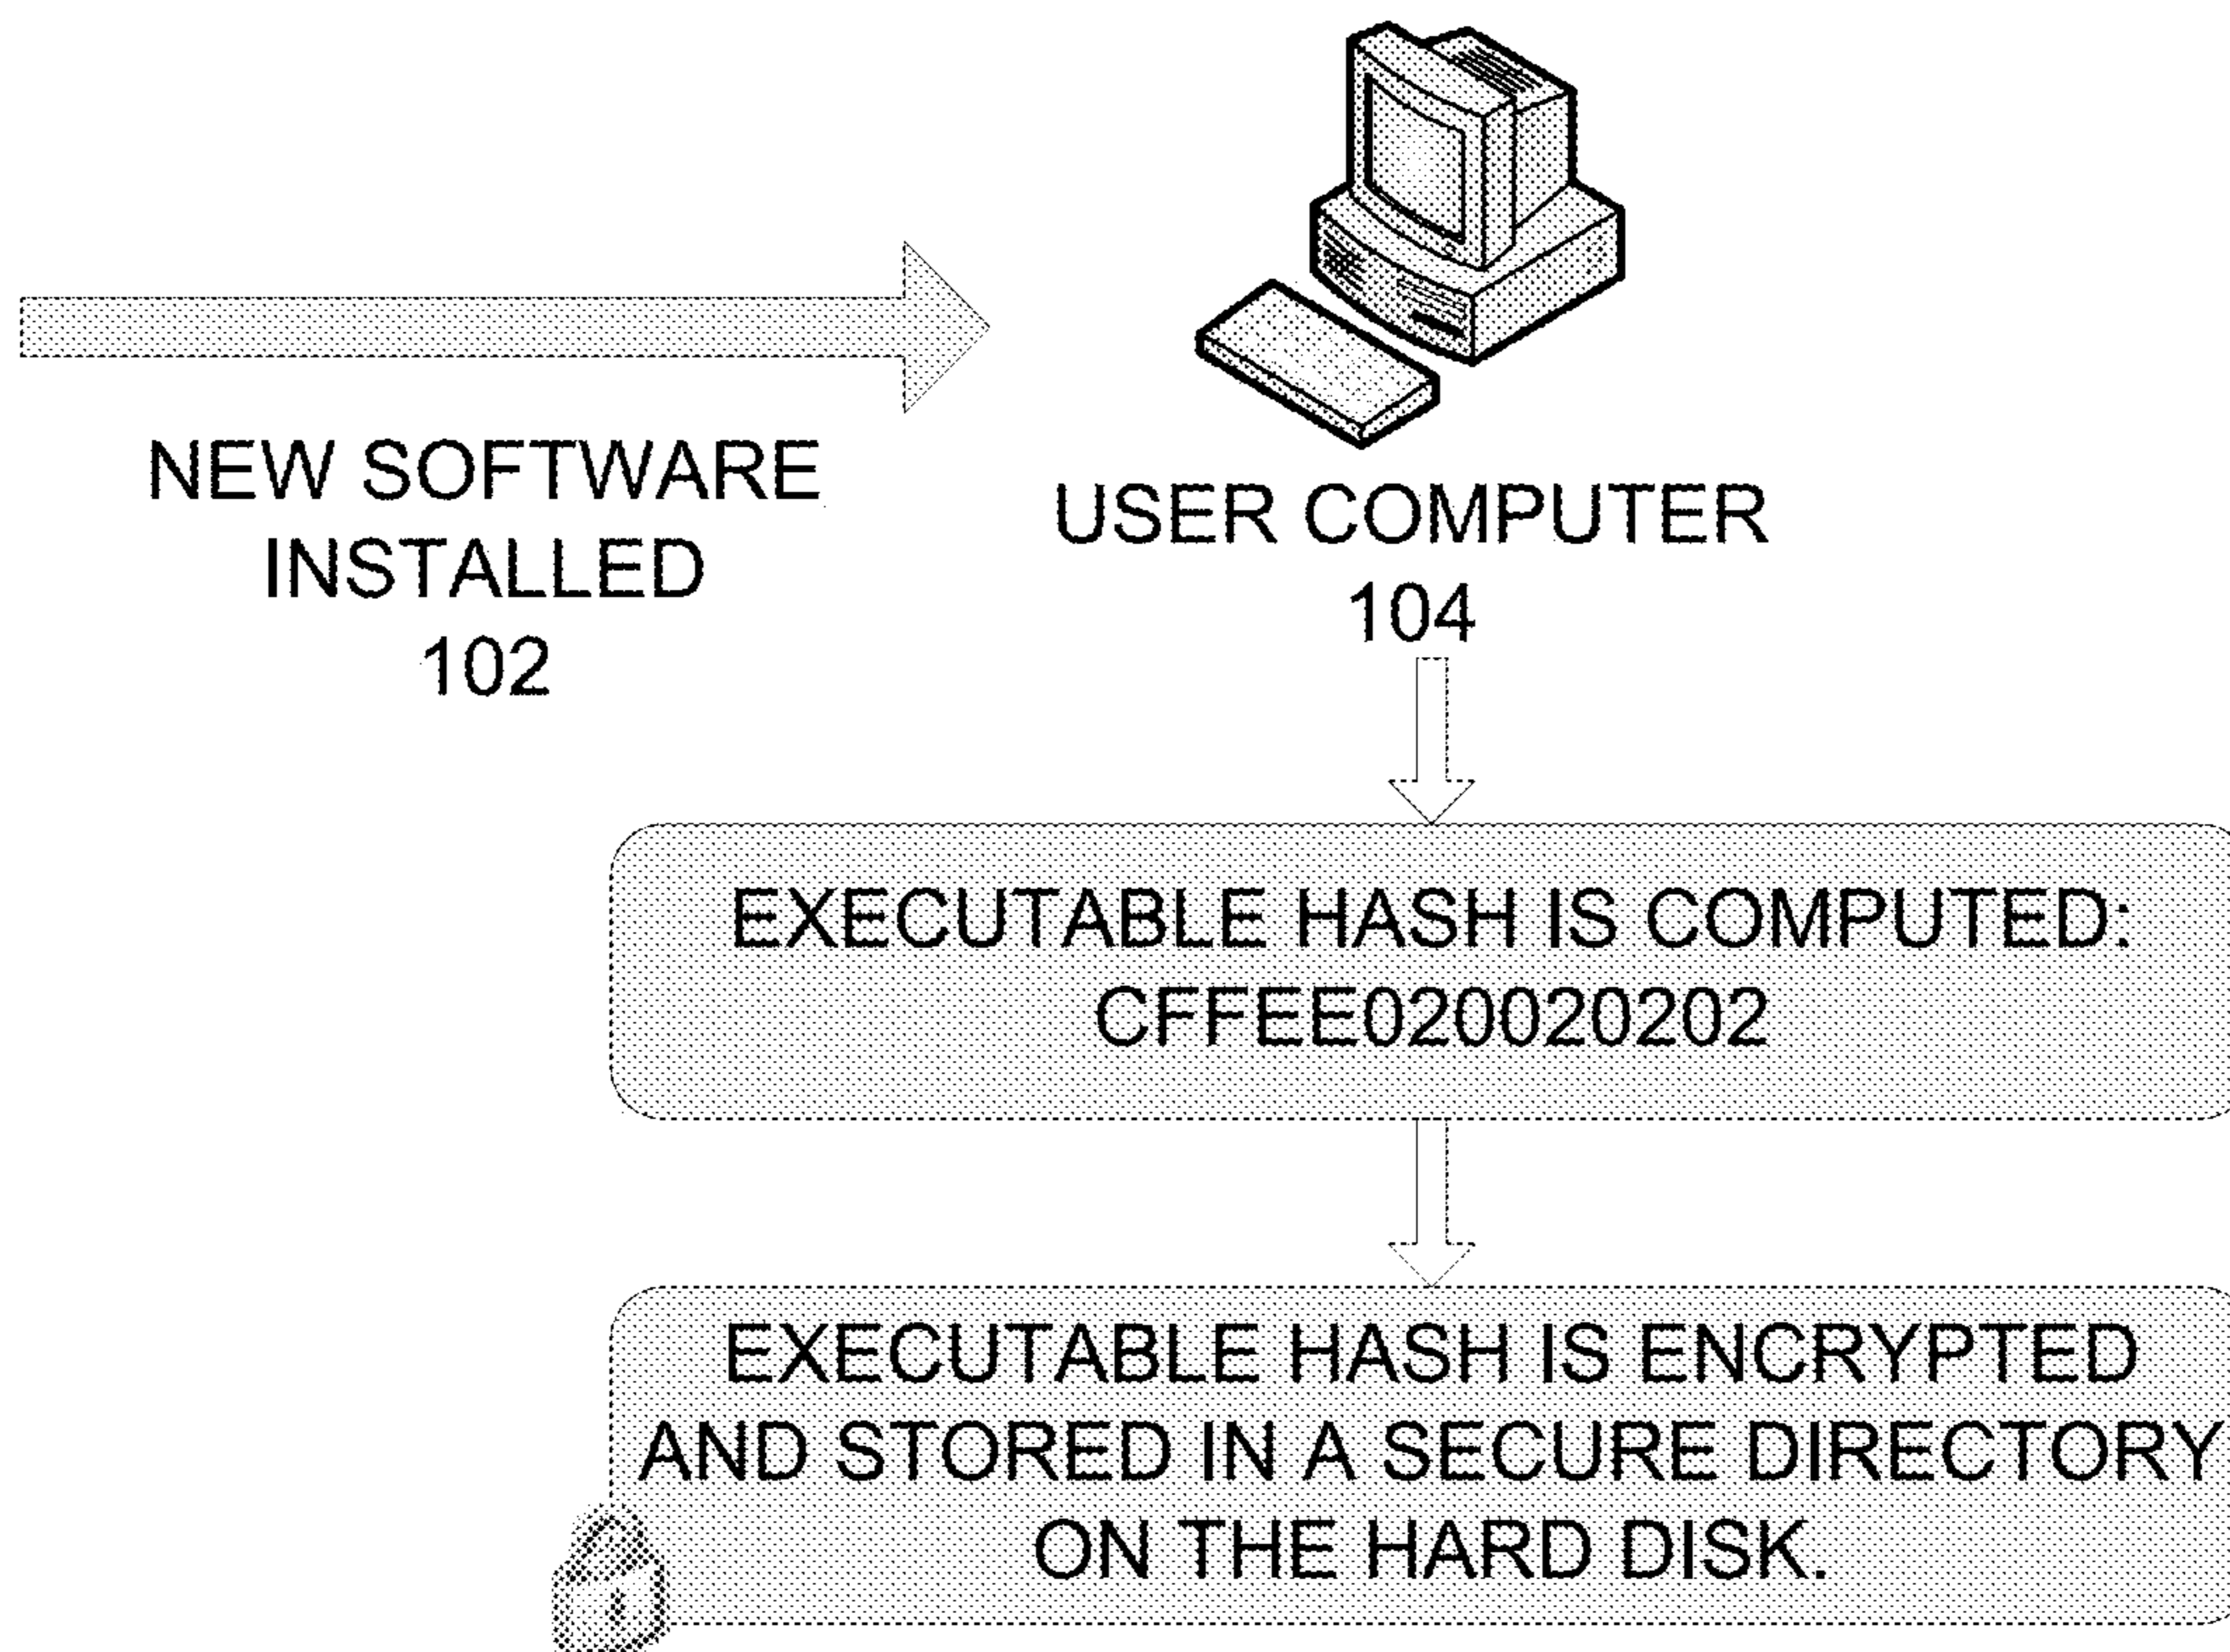 NEW SOFTWARE
INSTALLED
102
USER COMPUTER
104
EXECUTABLE HASH IS COMPUTED:
CFFEE020020202
EXECUTABLE HASH IS ENCRYPTED
AND STORED IN A SECURE DIRECTORY
ON THE HARD DISK.